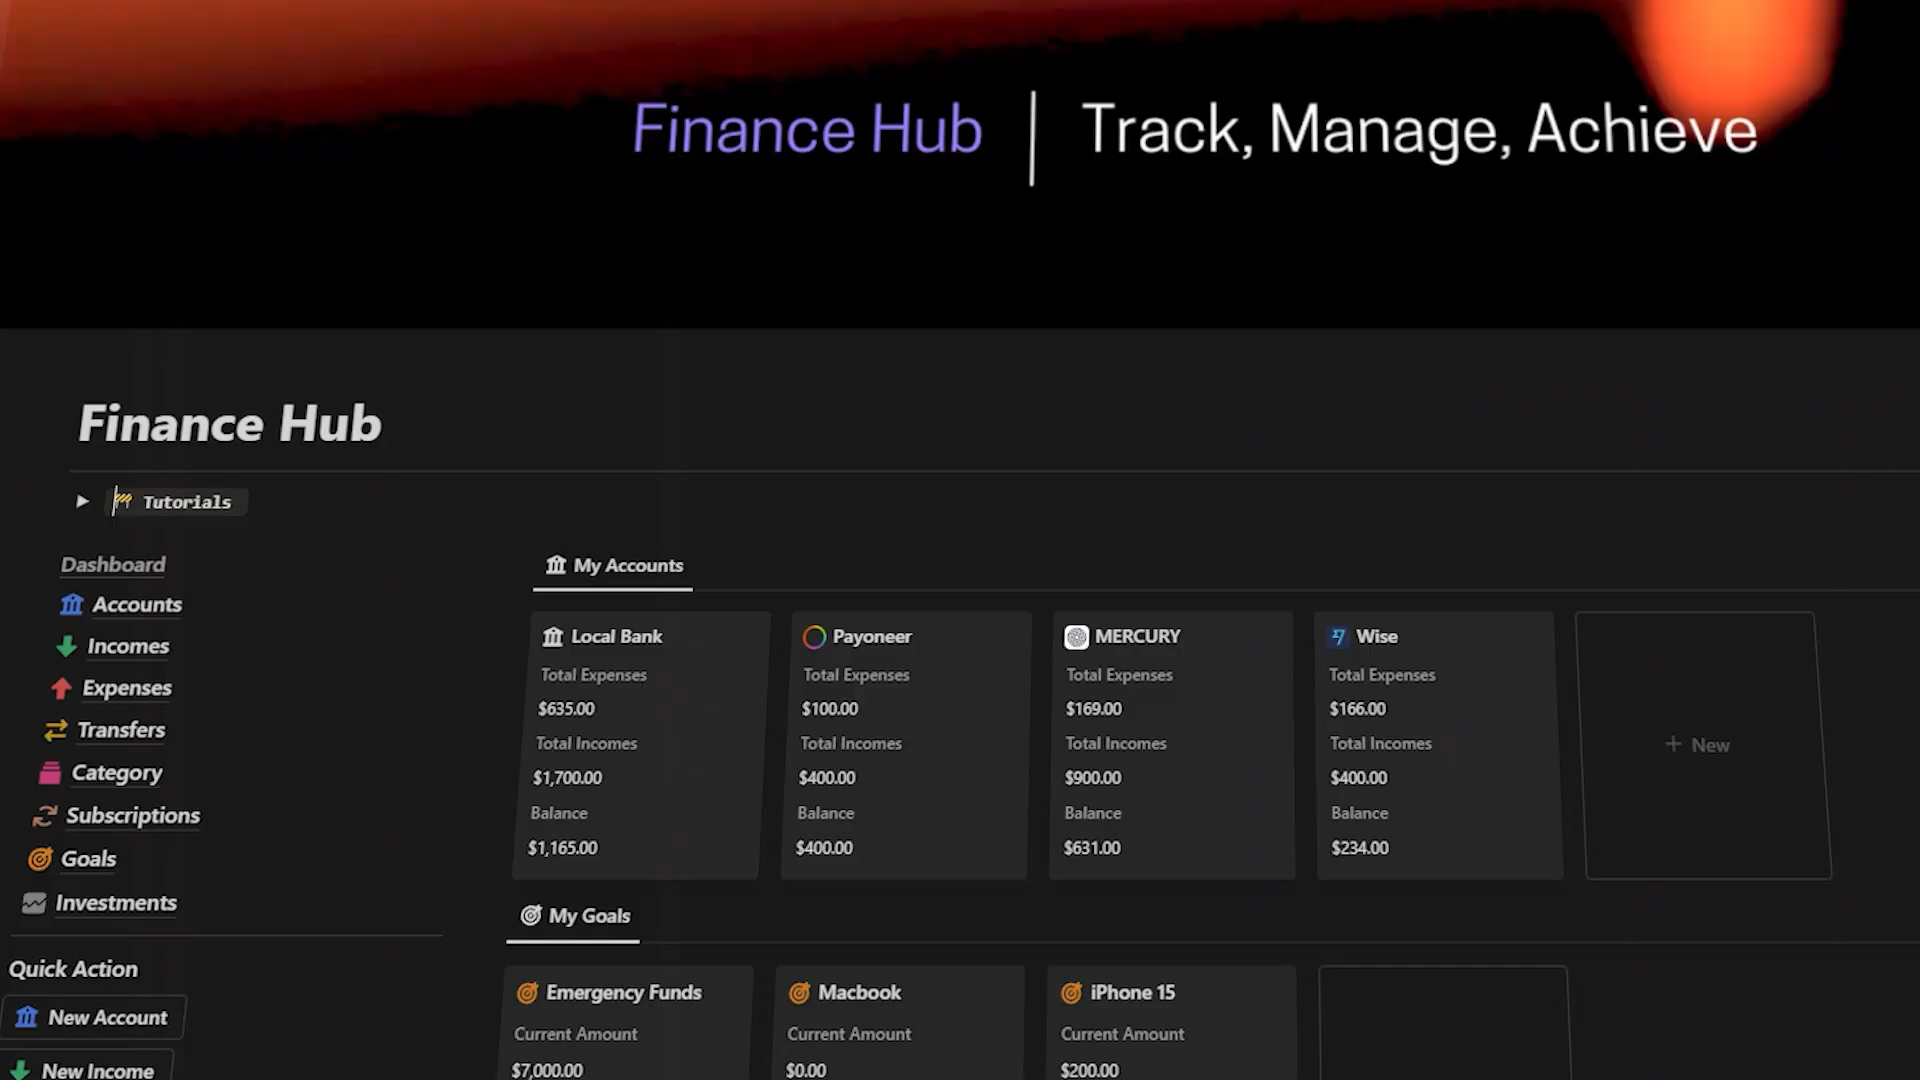 Finance Hub | Track, Manage, Achieve
Finance Hub
Tutorials
Dashboard
Accounts
Incomes
Expenses
Transfers
Category
Subscriptions
Goals
Investments
Quick Action
New Account
New Income
My Accounts
Local Bank
Total Expenses
$635.00
Total Incomes
$1,700.00
Balance
$1,165.00
Payoneer
Total Expenses
$100.00
Total Incomes
$400.00
Balance
$400.00
MERCURY
Total Expenses
$169.00
Total Incomes
$900.00
Balance
$631.00
Wise
Total Expenses
$166.00
Total Incomes
$400.00
Balance
$234.00
+ New
My Goals
Emergency Funds
Current Amount
$7,000.00
Macbook
Current Amount
$0.00
iPhone 15
Current Amount
$200.00